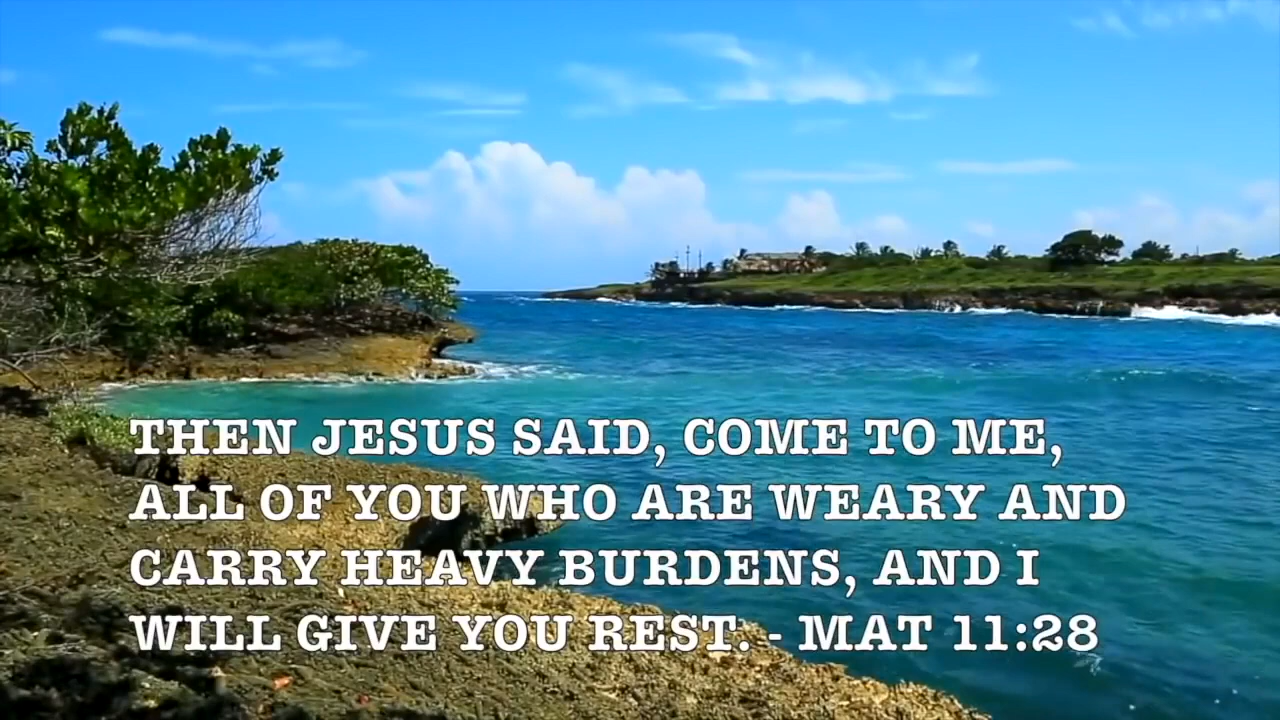 THEN JESUS SAID, COME TO ME,
ALL OF YOU WHO ARE WEARY AND
CARRY HEAVY BURDENS, AND I
WILL GIVE YOU REST. - MAT 11:28